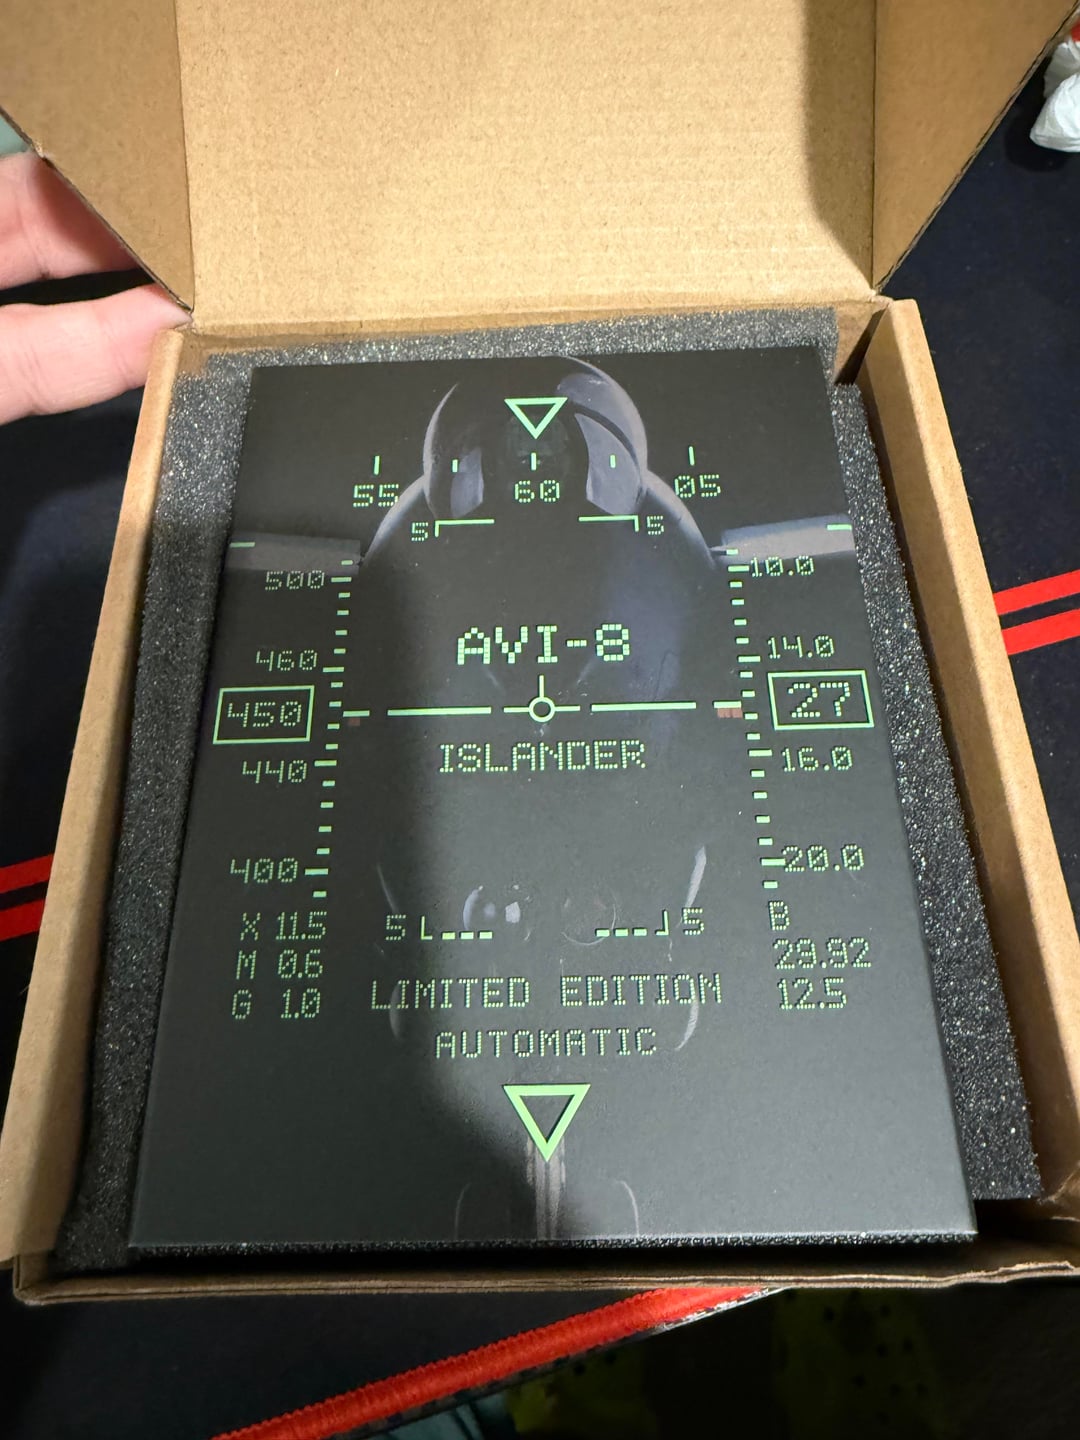 55 60 05
5 5
500 10.0
AVI-8
460 14.0
450 27
ISLANDER
440 16.0
400 20.0
X 11.5 5 5 B
M 0.6 29.92
G 1.0 LIMITED EDITION 12.5
AUTOMATIC